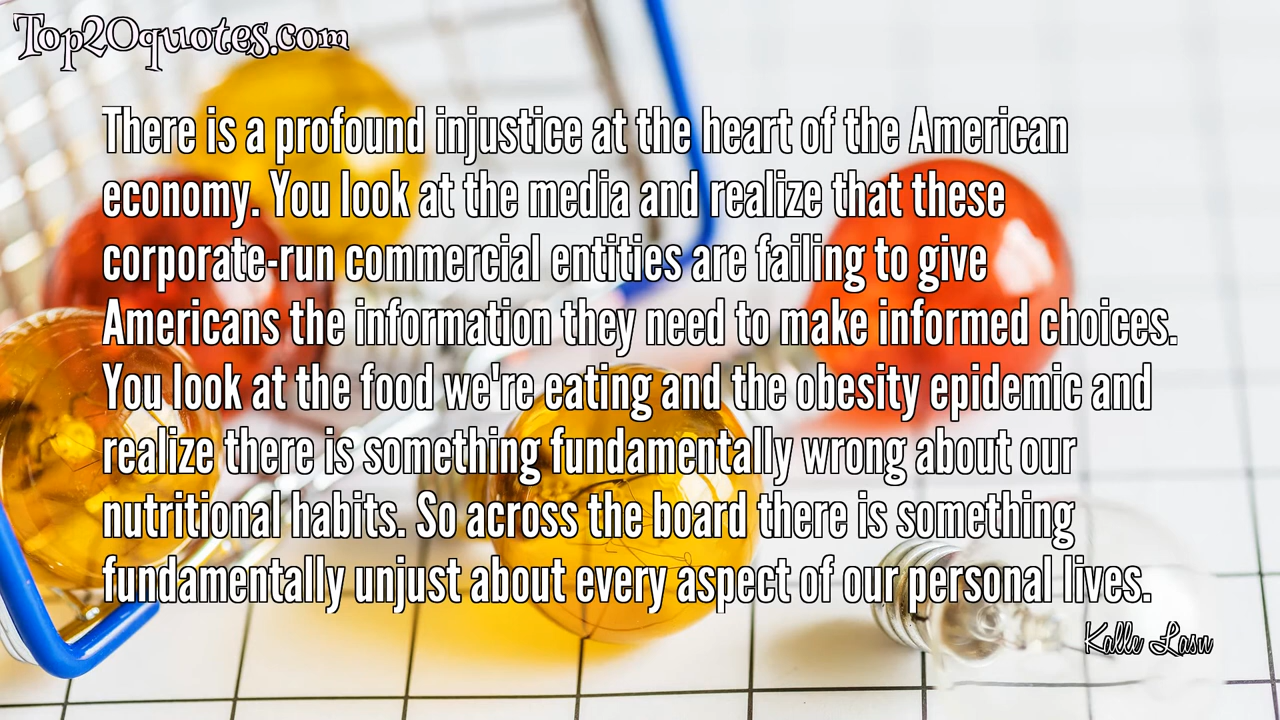 Top20quotes.com
There is a profound injustice at the heart of the American
economy. You look at the media and realize that these
corporate-run commercial entities are failing to give
Americans the information they need to make informed choices.
You look at the food we're eating and the obesity epidemic and
realize there is something fundamentally wrong about our
nutritional habits. So across the board there is something
fundamentally unjust about every aspect of our personal lives.
Kalle Lasn